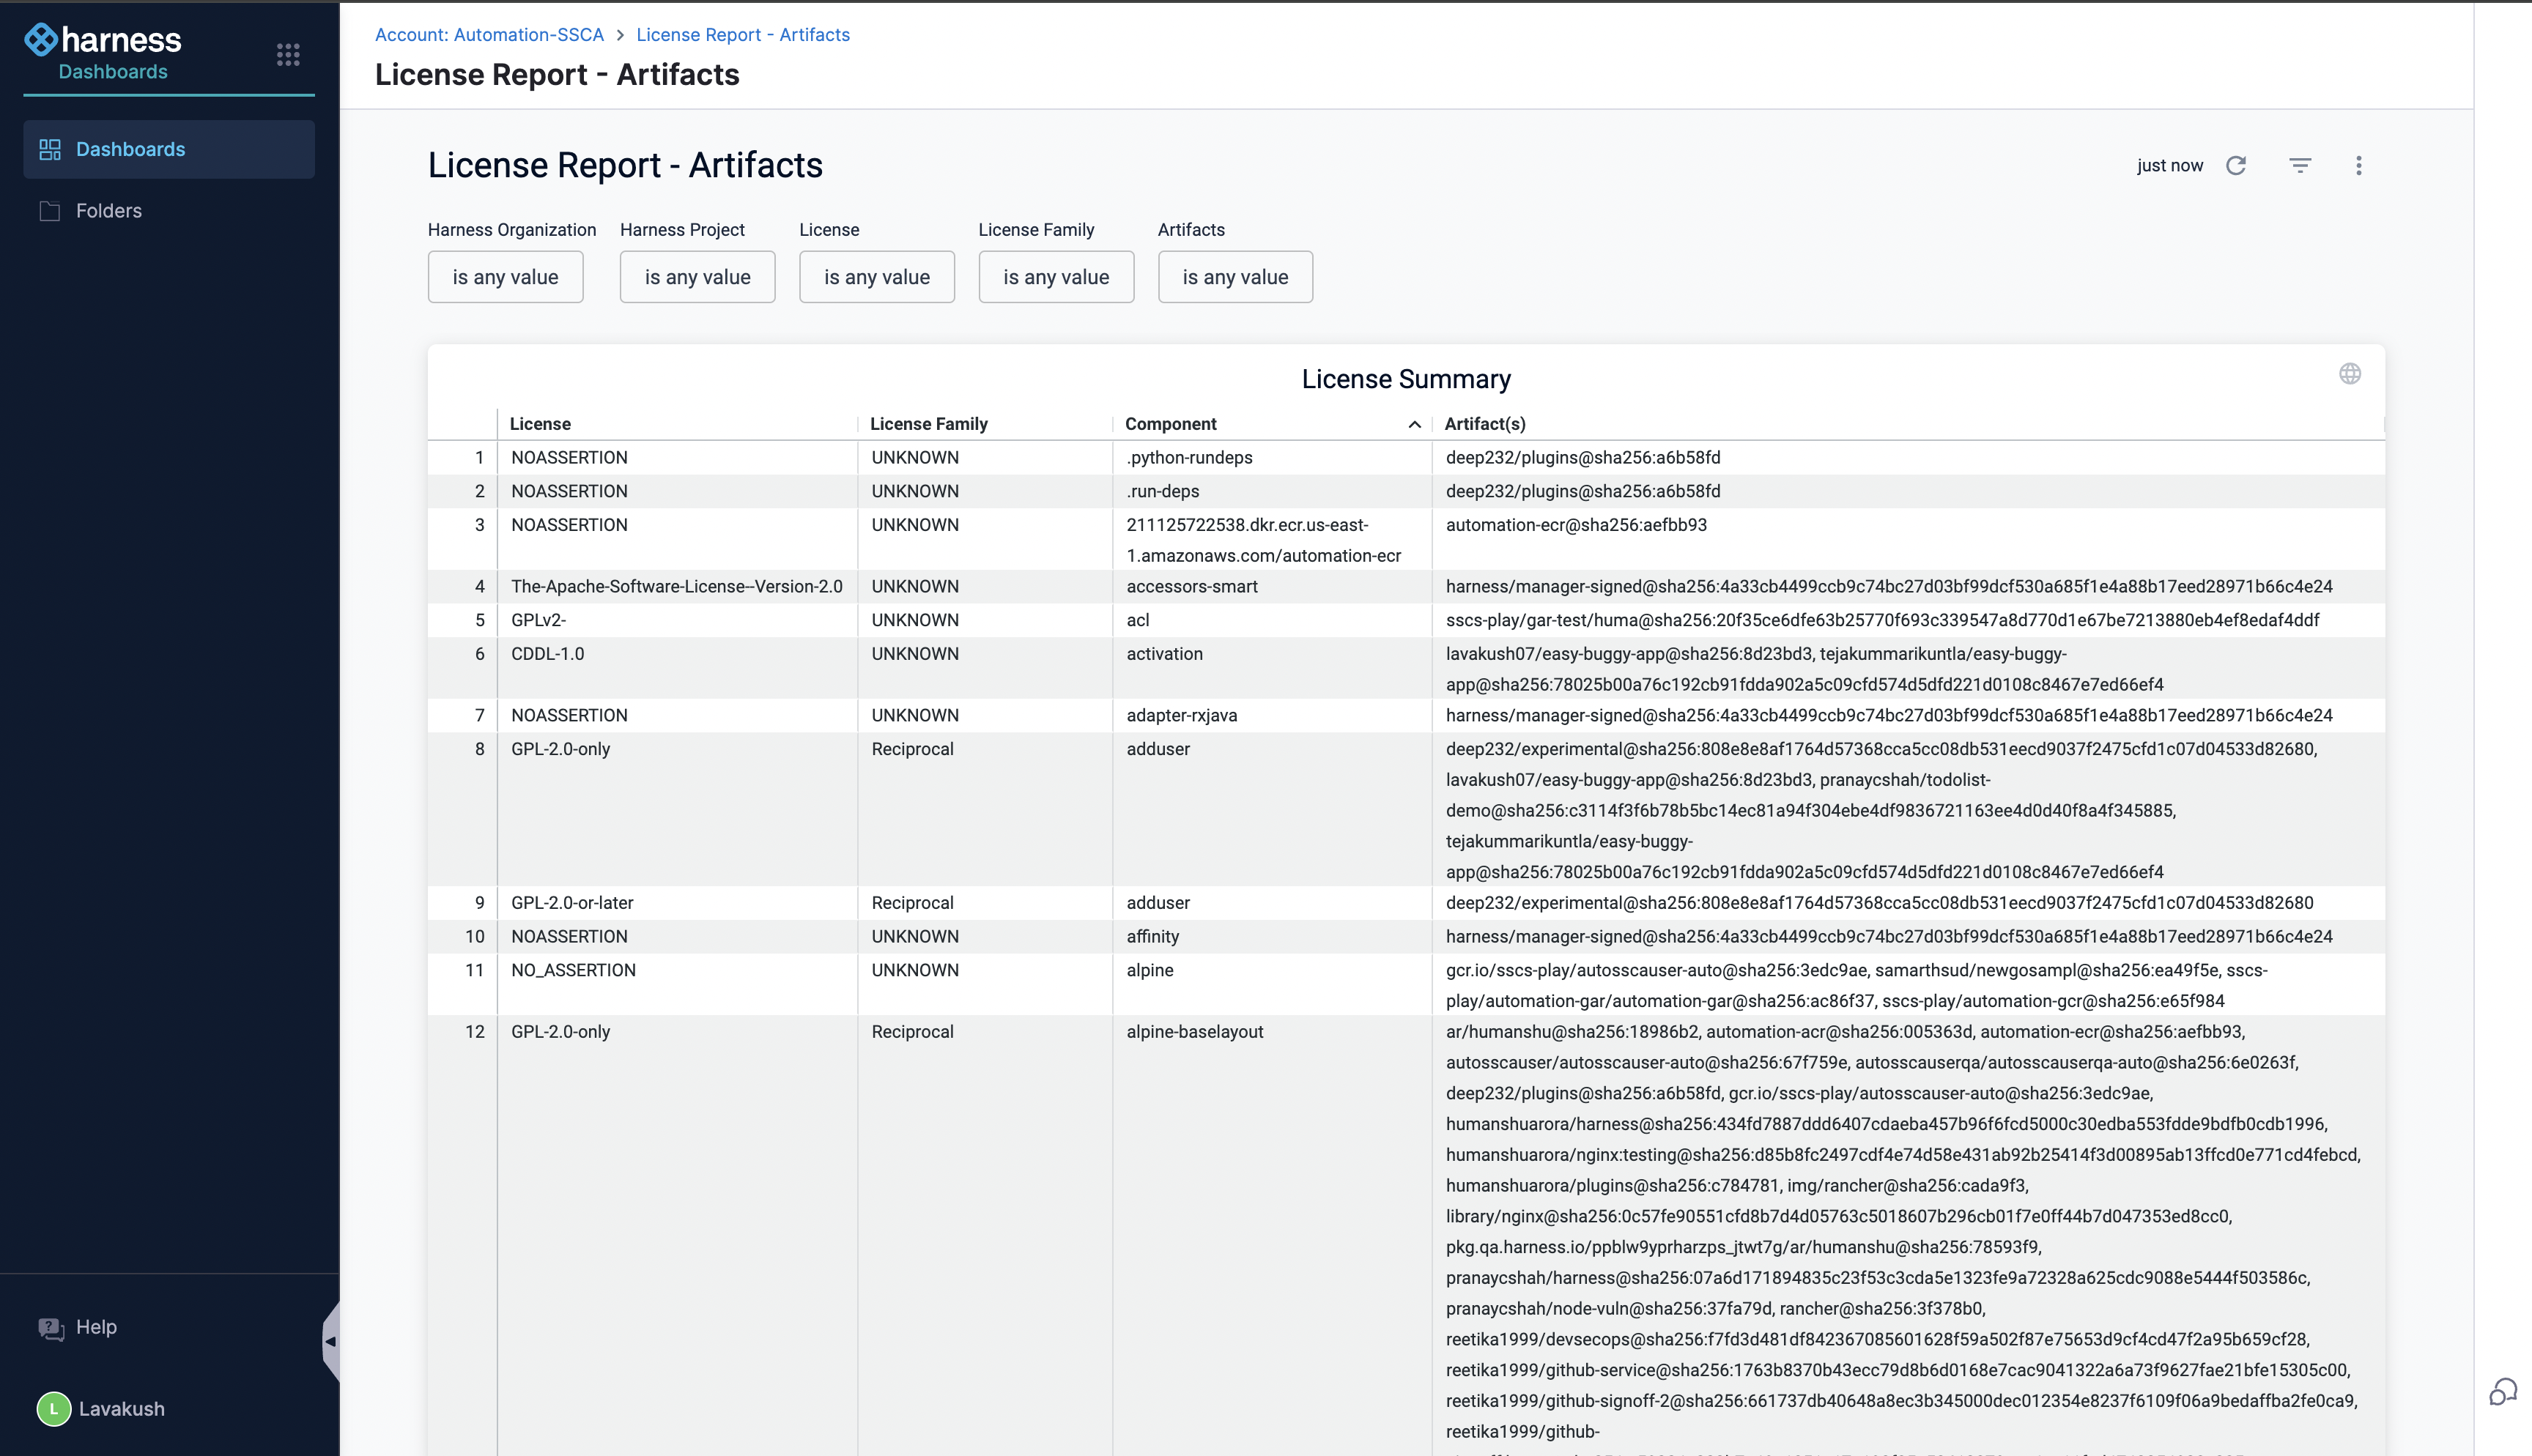 harness
Dashboards
Dashboards
Folders
Help
L
Lavakush
Account: Automation-SSCA > License Report - Artifacts
License Report - Artifacts
License Report - Artifacts
just now
Harness Organization Harness Project License License Family Artifacts
is any value is any value is any value is any value is any value
License Summary
License License Family Component Artifact(s)
1 NOASSERTION UNKNOWN .python-rundeps deep232/plugins@sha256:a6b58fd
2 NOASSERTION UNKNOWN .run-deps deep232/plugins@sha256:a6b58fd
3 NOASSERTION UNKNOWN 211125722538.dkr.ecr.us-east- automation-ecr@sha256:aefbb93
1.amazonaws.com/automation-ecr
4 The-Apache-Software-License--Version-2.0 UNKNOWN accessors-smart harness/manager-signed@sha256:4a33cb4499ccb9c74bc27d03bf99dcf530a685f1e4a88b17eed28971b66c4e24
5 GPLv2- UNKNOWN acl sscs-play/gar-test/huma@sha256:20f35ce6dfe63b25770f693c339547a8d770d1e67be7213880eb4ef8edaf4ddf
6 CDDL-1.0 UNKNOWN activation lavakush07/easy-buggy-app@sha256:8d23bd3, tejakummarikuntla/easy-buggy-
app@sha256:78025b00a76c192cb91fdda902a5c09cfd574d5dfd221d0108c8467e7ed66ef4
7 NOASSERTION UNKNOWN adapter-rxjava harness/manager-signed@sha256:4a33cb4499ccb9c74bc27d03bf99dcf530a685f1e4a88b17eed28971b66c4e24
8 GPL-2.0-only Reciprocal adduser deep232/experimental@sha256:808e8e8af1764d57368cca5cc08db531eecd9037f2475cfd1c07d04533d82680,
lavakush07/easy-buggy-app@sha256:8d23bd3, pranaycshah/todolist-
demo@sha256:c3114f3f6b78b5bc14ec81a94f304ebe4df9836721163ee4d0d40f8a4f345885,
tejakummarikuntla/easy-buggy-
app@sha256:78025b00a76c192cb91fdda902a5c09cfd574d5dfd221d0108c8467e7ed66ef4
9 GPL-2.0-or-later Reciprocal adduser deep232/experimental@sha256:808e8e8af1764d57368cca5cc08db531eecd9037f2475cfd1c07d04533d82680
10 NOASSERTION UNKNOWN affinity harness/manager-signed@sha256:4a33cb4499ccb9c74bc27d03bf99dcf530a685f1e4a88b17eed28971b66c4e24
11 NO_ASSERTION UNKNOWN alpine gcr.io/sscs-play/autosscauser-auto@sha256:3edc9ae, samarthsud/newgosampl@sha256:ea49f5e, sscs-
play/automation-gar/automation-gar@sha256:ac86f37, sscs-play/automation-gcr@sha256:e65f984
12 GPL-2.0-only Reciprocal alpine-baselayout ar/humanshu@sha256:18986b2, automation-acr@sha256:005363d, automation-ecr@sha256:aefbb93,
autosscauser/autosscauser-auto@sha256:67f759e, autosscauserqa/autosscauserqa-auto@sha256:6e0263f,
deep232/plugins@sha256:a6b58fd, gcr.io/sscs-play/autosscauser-auto@sha256:3edc9ae,
humanshuarora/harness@sha256:434fd7887ddd6407cdaeba457b96f6fcd5000c30edba553fdde9bdfb0cdb1996,
humanshuarora/nginx:testing@sha256:d85b8fc2497cdf4e74d58e431ab92b25414f3d00895ab13ffcd0e771cd4febcd,
humanshuarora/plugins@sha256:c784781, img/rancher@sha256:cada9f3,
library/nginx@sha256:0c57fe90551cfd8b7d4d05763c5018607b296cb01f7e0ff44b7d047353ed8cc0,
pkg.qa.harness.io/ppblw9yprharzps_jtwt7g/ar/humanshu@sha256:78593f9,
pranaycshah/harness@sha256:07a6d171894835c23f53c3cda5e1323fe9a72328a625cdc9088e5444f503586c,
pranaycshah/node-vuln@sha256:37fa79d, rancher@sha256:3f378b0,
reetika1999/devsecops@sha256:f7fd3d481df842367085601628f59a502f87e75653d9cf4cd47f2a95b659cf28,
reetika1999/github-service@sha256:1763b8370b43ecc79d8b6d0168e7cac9041322a6a73f9627fae21bfe15305c00,
reetika1999/github-signoff-2@sha256:661737db40648a8ec3b345000dec012354e8237f6109f06a9bedaffba2fe0ca9,
reetika1999/github-